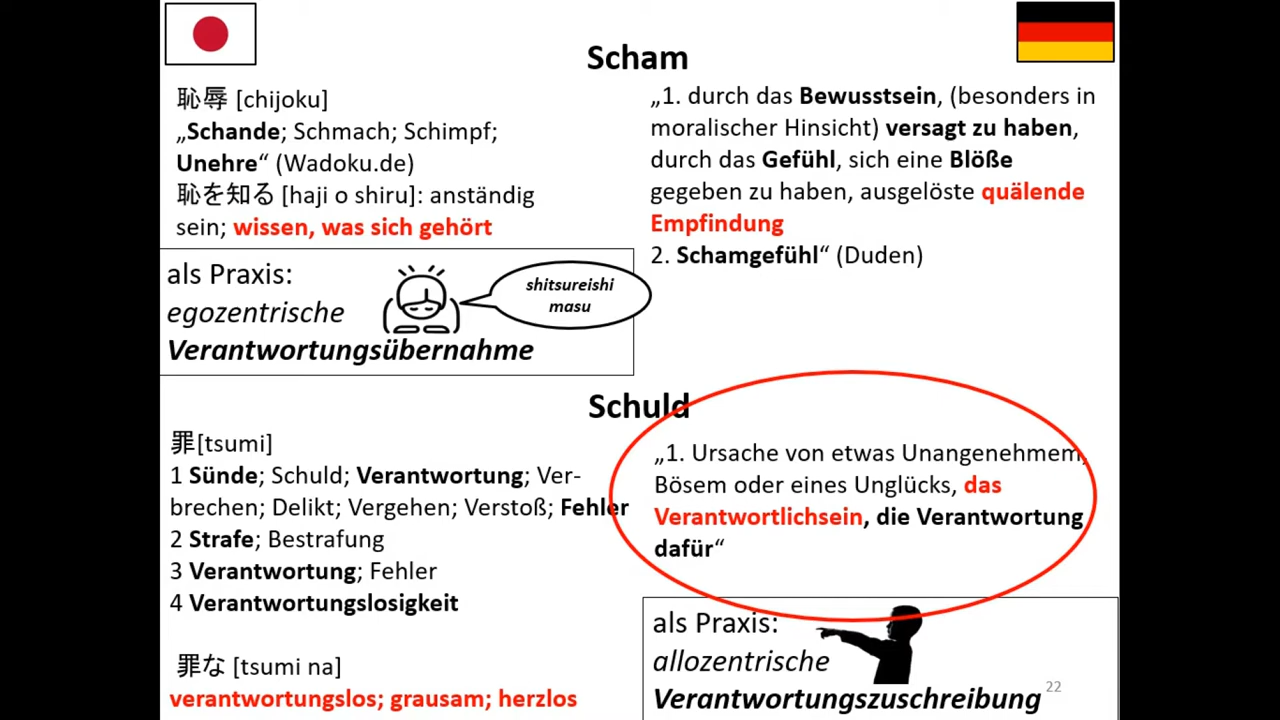 Scham
恥辱 [chijoku]
„Schande; Schmach; Schimpf;
Unehre“ (Wadoku.de)
恥を知る [haji o shiru]: anständig
sein; wissen, was sich gehört
„1. durch das Bewusstsein, (besonders in
moralischer Hinsicht) versagt zu haben,
durch das Gefühl, sich eine Blöße
gegeben zu haben, ausgelöste quälende
Empfindung
2. Schamgefühl“ (Duden)
als Praxis:
egozentrische
Verantwortungsübernahme
shitsureishi
masu
Schuld
罪[tsumi]
1 Sünde; Schuld; Verantwortung; Ver-
brechen; Delikt; Vergehen; Verstoß; Fehler
2 Strafe; Bestrafung
3 Verantwortung; Fehler
4 Verantwortungslosigkeit
罪な [tsumi na]
verantwortungslos; grausam; herzlos
„1. Ursache von etwas Unangenehmem,
Bösem oder eines Unglücks, das
Verantwortlichsein, die Verantwortung
dafür“
als Praxis:
allozentrische
Verantwortungszuschreibung
22